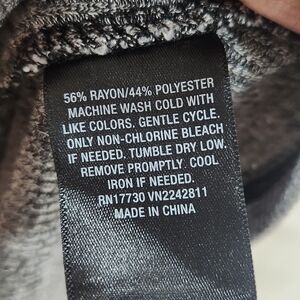 56% RAYON/44% POLYESTER
MACHINE WASH COLD WITH
LIKE COLORS. GENTLE CYCLE.
ONLY NON-CHLORINE BLEACH
IF NEEDED. TUMBLE DRY LOW.
REMOVE PROMPTLY. COOL
IRON IF NEEDED.
RN17730 VN2242811
MADE IN CHINA